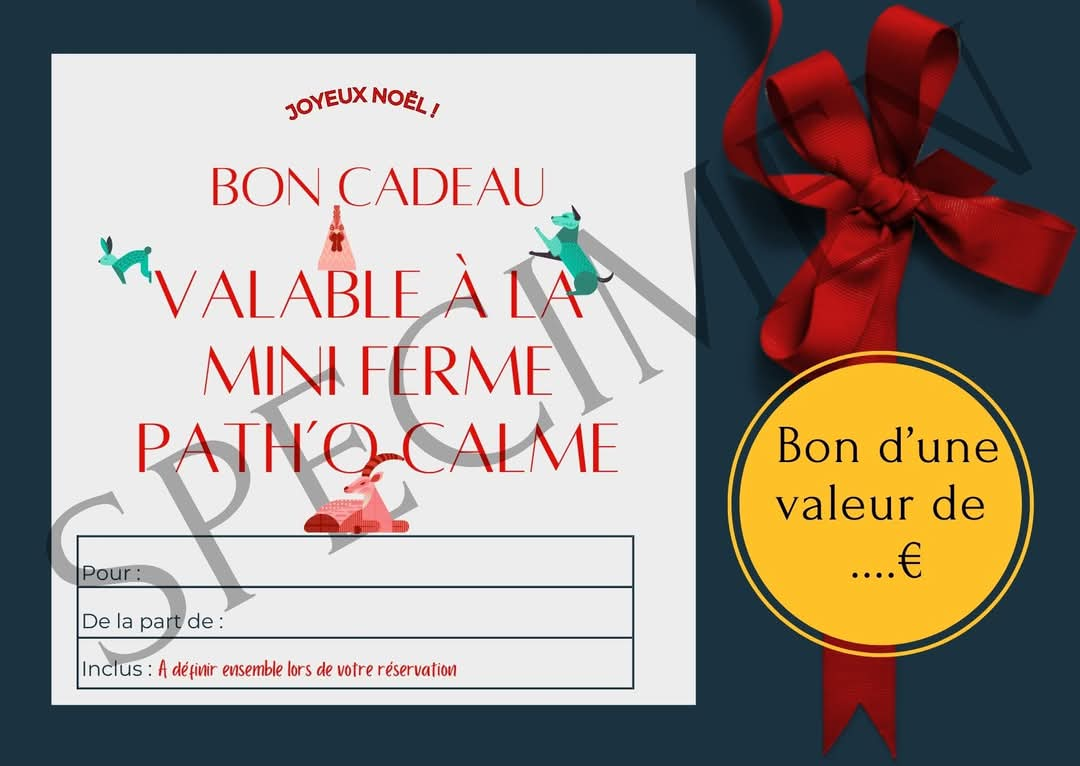 JOYEUX NOËL !
BON CADEAU
VALABLE À LA
MINI FERME
PATH'O CALME
Pour :
De la part de :
Inclus : A définir ensemble lors de votre réservation
Bon d’une
valeur de
....€
SPECIMEN